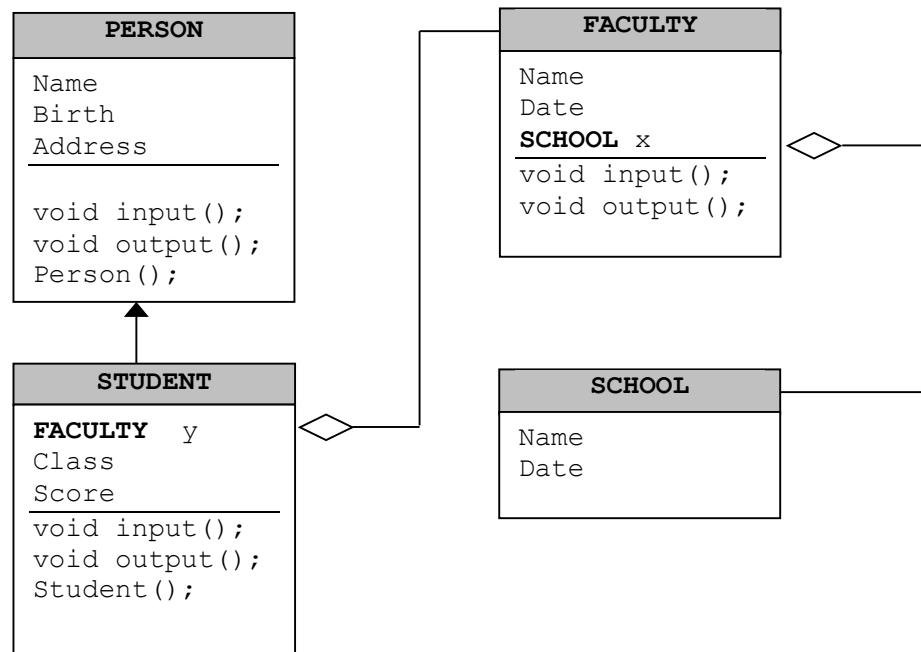 PERSON
Name
Birth
Address
void input();
void output();
Person();
STUDENT
FACULTY y
Class
Score
void input();
void output();
Student();
FACULTY
Name
Date
SCHOOL x
void input();
void output();
SCHOOL
Name
Date